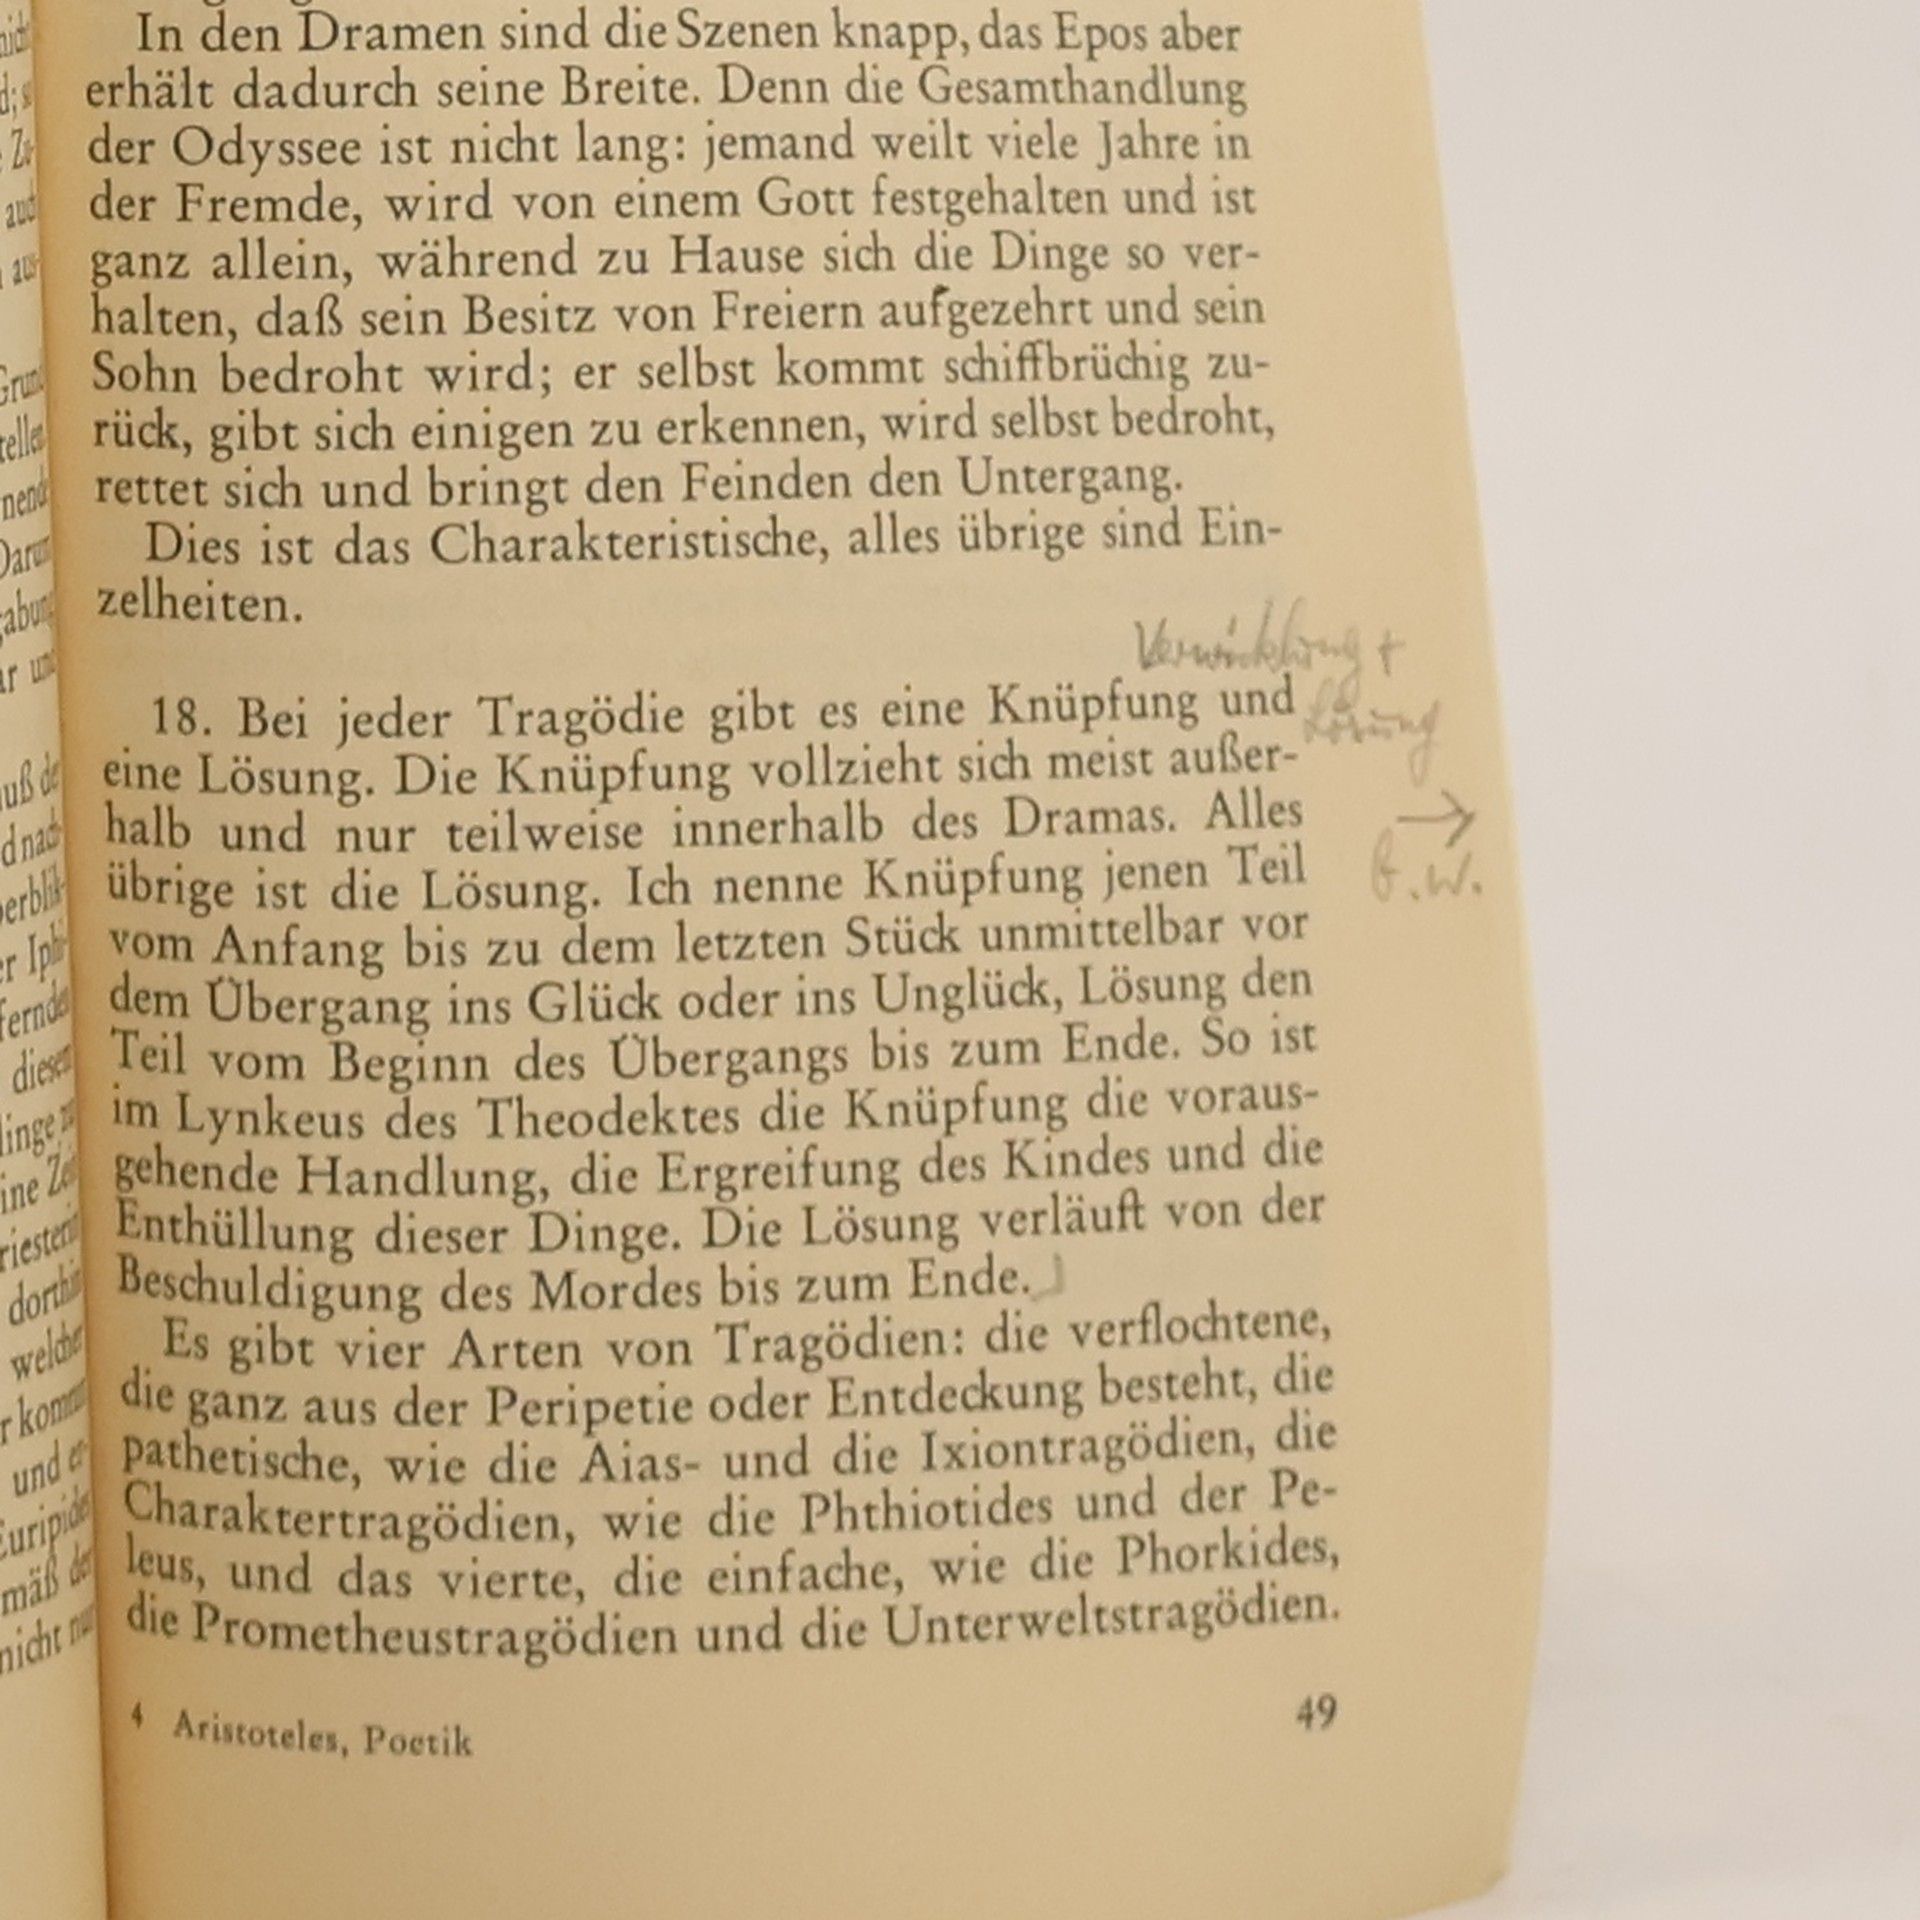 In den Dramen sind die Szenen knapp, das Epos aber
erhält dadurch seine Breite. Denn die Gesamthandlung
der Odyssee ist nicht lang: jemand weilt viele Jahre in
der Fremde, wird von einem Gott festgehalten und ist
ganz allein, während zu Hause sich die Dinge so ver-
halten, daß sein Besitz von Freiern aufgezehrt und sein
Sohn bedroht wird; er selbst kommt schiffbrüchig zu-
rück, gibt sich einigen zu erkennen, wird selbst bedroht,
rettet sich und bringt den Feinden den Untergang.
Dies ist das Charakteristische, alles übrige sind Ein-
zelheiten.
Verwicklung +
Lösung
18. Bei jeder Tragödie gibt es eine Knüpfung und
eine Lösung. Die Knüpfung vollzieht sich meist außer-
halb und nur teilweise innerhalb des Dramas. Alles
→
übrige ist die Lösung. Ich nenne Knüpfung jenen Teil
vom Anfang bis zu dem letzten Stück unmittelbar vor
dem Übergang ins Glück oder ins Unglück, Lösung den
Teil vom Beginn des Übergangs bis zum Ende. So ist
im Lynkeus des Theodektes die Knüpfung die voraus-
gehende Handlung, die Ergreifung des Kindes und die
Enthüllung dieser Dinge. Die Lösung verläuft von der
Beschuldigung des Mordes bis zum Ende.
Es gibt vier Arten von Tragödien: die verflochtene,
die ganz aus der Peripetie oder Entdeckung besteht, die
pathetische, wie die Aias- und die Ixiontragödien, die
Charaktertragödien, wie die Phthiotides und der Pe-
leus, und das vierte, die einfache, wie die Phorkides,
die Prometheustragödien und die Unterweltstragödien.
4 Aristoteles, Poetik
49